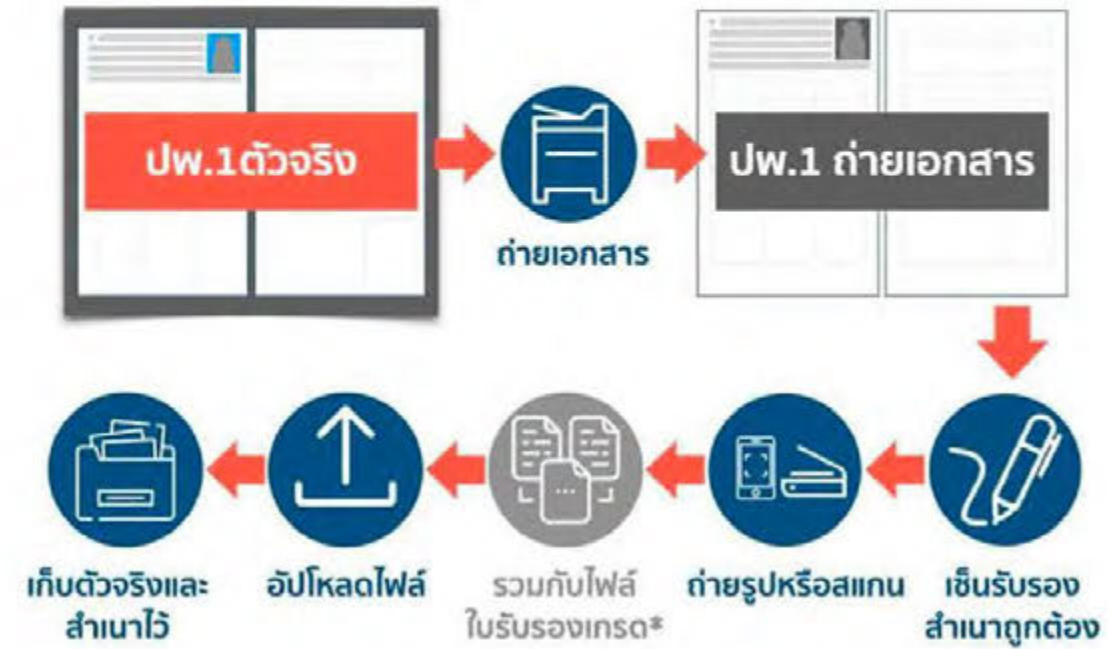 ปพ.1ตัวจริง
ถ่ายเอกสาร
ปพ.1 ถ่ายเอกสาร
เซ็นรับรอง
สำเนาถูกต้อง
ถ่ายรูปหรือสแกน
รวมกับไฟล์
ใบรับรองเกรด*
อัปโหลดไฟล์
เก็บตัวจริงและ
สำเนาไว้